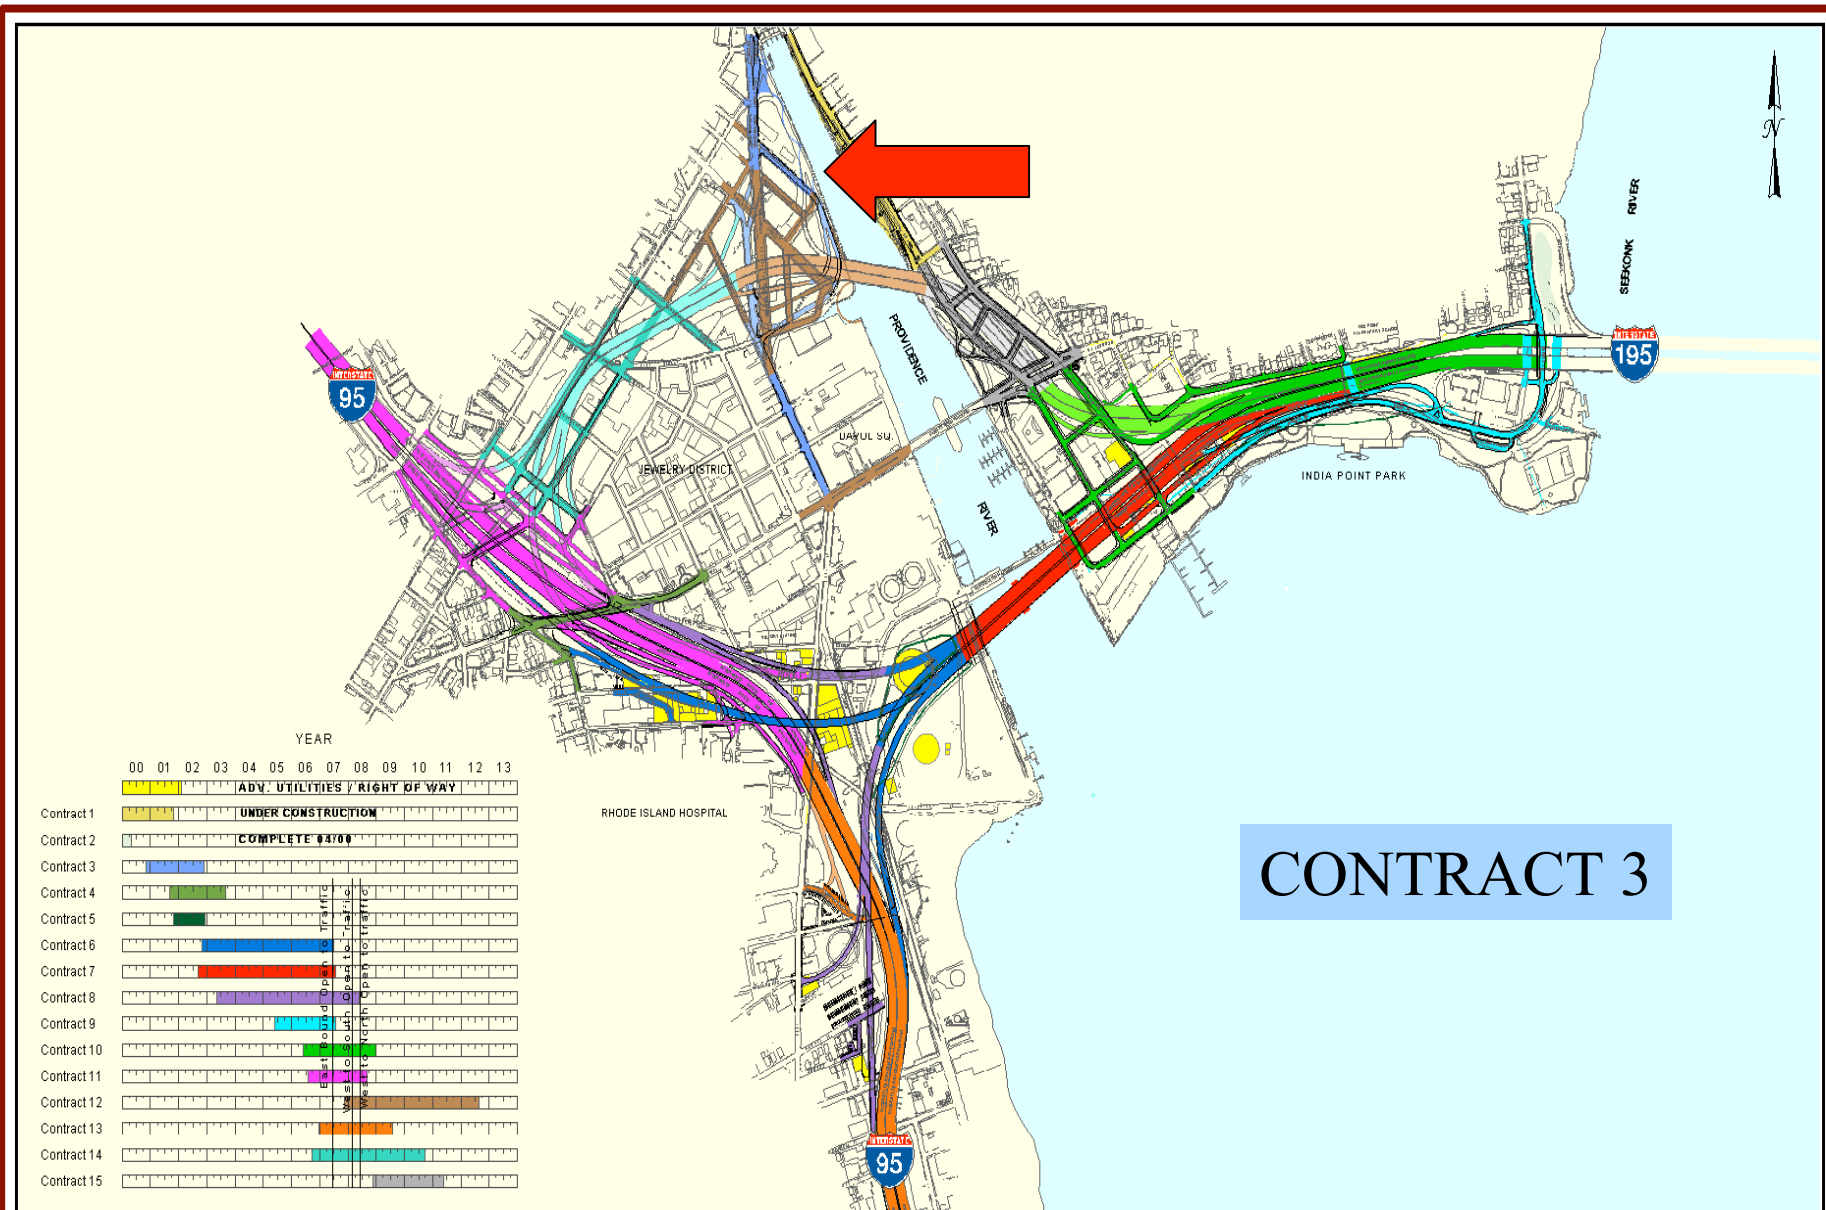 N
SEEKONK RIVER
INTERSTATE
195
PROVIDENCE
RIVER
INTERSTATE
95
DAVOL SQ.
JEWELRY DISTRICT
INDIA POINT PARK
RHODE ISLAND HOSPITAL
CONTRACT 3
INTERSTATE
95
YEAR
00 01 02 03 04 05 06 07 08 09 10 11 12 13
ADV. UTILITIES / RIGHT OF WAY
Contract 1 UNDER CONSTRUCTION
Contract 2 COMPLETE 04/00
Contract 3
Contract 4
Contract 5
Contract 6
Contract 7
Contract 8
Contract 9
Contract 10
Contract 11
Contract 12
Contract 13
Contract 14
Contract 15
East Bound Open to Traffic
West to South Open to Traffic
West to North Open to traffic